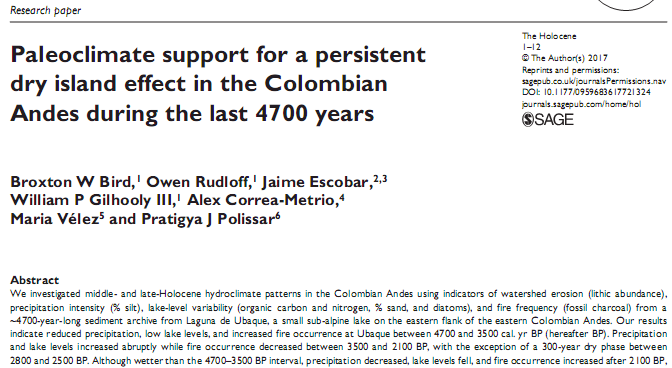 Research paper
Paleoclimate support for a persistent
dry island effect in the Colombian
Andes during the last 4700 years
The Holocene
1–12
© The Author(s) 2017
Reprints and permissions:
sagepub.co.uk/journalsPermissions.nav
DOI: 10.1177/0959683617721324
journals.sagepub.com/home/hol
SAGE
Broxton W Bird,1 Owen Rudloff,1 Jaime Escobar,2,3
William P Gilhooly III,1 Alex Correa-Metrio,4
Maria Vélez5 and Pratigya J Polissar6
Abstract
We investigated middle- and late-Holocene hydroclimate patterns in the Colombian Andes using indicators of watershed erosion (lithic abundance),
precipitation intensity (% silt), lake-level variability (organic carbon and nitrogen, % sand, and diatoms), and fire frequency (fossil charcoal) from a
~4700-year-long sediment archive from Laguna de Ubaque, a small sub-alpine lake on the eastern flank of the eastern Colombian Andes. Our results
indicate reduced precipitation, low lake levels, and increased fire occurrence at Ubaque between 4700 and 3500 cal. yr BP (hereafter BP). Precipitation
and lake levels increased abruptly while fire occurrence decreased between 3500 and 2100 BP, with the exception of a 300-year dry phase between
2800 and 2500 BP. Although wetter than the 4700–3500 BP interval, precipitation decreased, lake levels fell, and fire occurrence increased after 2100 BP,